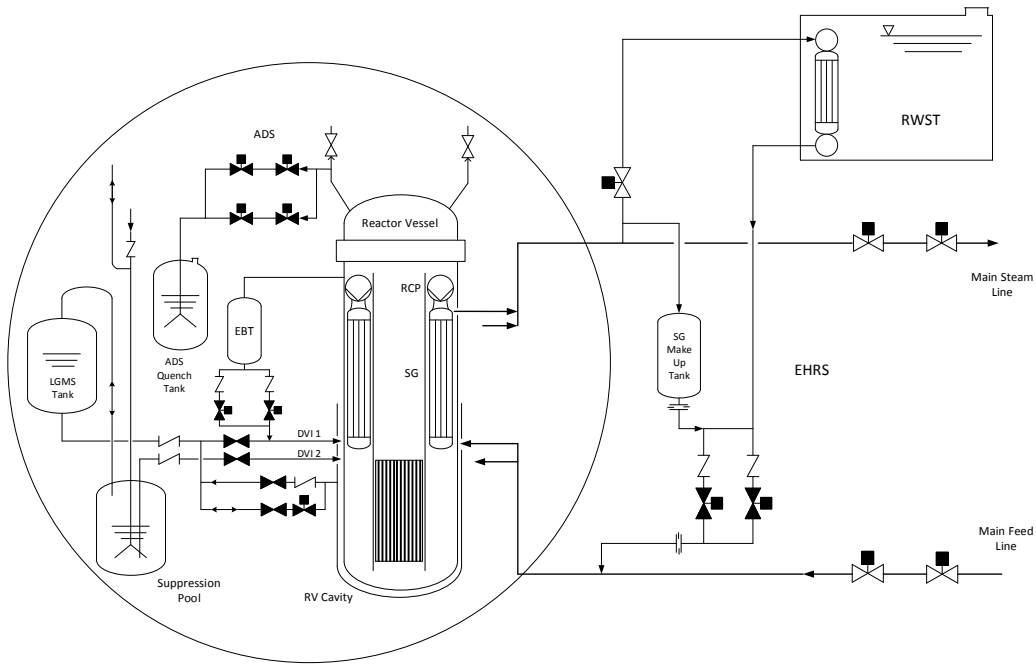 RWST
ADS
Reactor Vessel
Main Steam
Line
RCP
EBT
SG
Make
Up
Tank
EHRS
ADS
Quench
Tank
LGMS
Tank
SG
DVI 1
DVI 2
Main Feed
Line
Suppression
Pool
RV Cavity